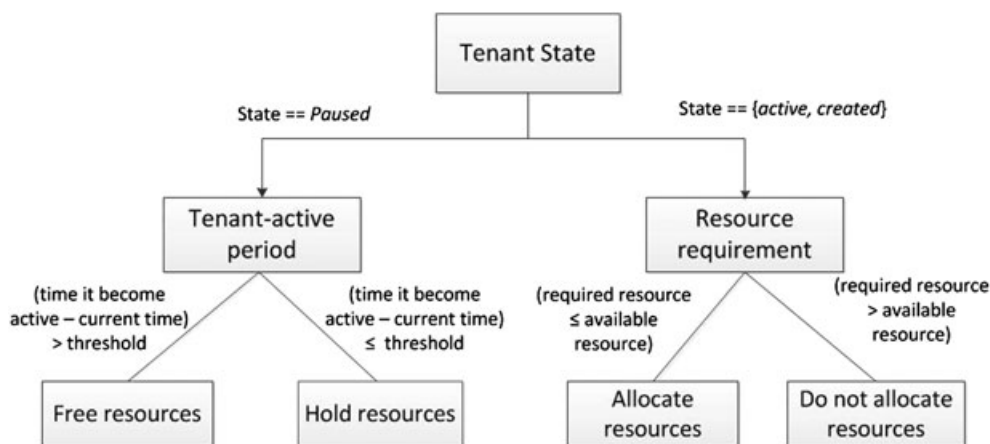 Tenant State
State == Paused
State == {active, created}
Tenant-active
period
Resource
requirement
(time it become
active – current time)
> threshold
(time it become
active – current time)
≤ threshold
(required resource
≤ available
resource)
(required resource
> available
resource)
Free resources
Hold resources
Allocate
resources
Do not allocate
resources